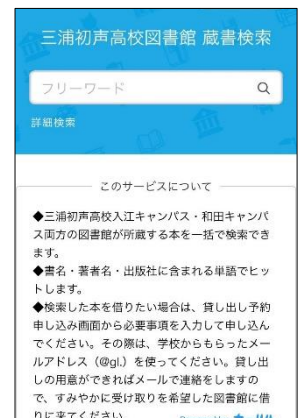 三浦初声高校図書館 蔵書検索
フリーワード
詳細検索
このサービスについて
◆三浦初声高校入江キャンパス・和田キャンパ
ス両方の図書館が所蔵する本を一括で検索でき
ます。
◆書名・著者名・出版社に含まれる単語でヒッ
トします。
◆検索した本を借りたい場合は、貸し出し予約
申し込み画面から必要事項を入力して申し込ん
でください。その際は、学校からもらったメー
ルアドレス（@gl.）を使ってください。貸し出
しの用意ができればメールで連絡をしますの
で、すみやかに受け取りを希望した図書館に借
りに来てください。